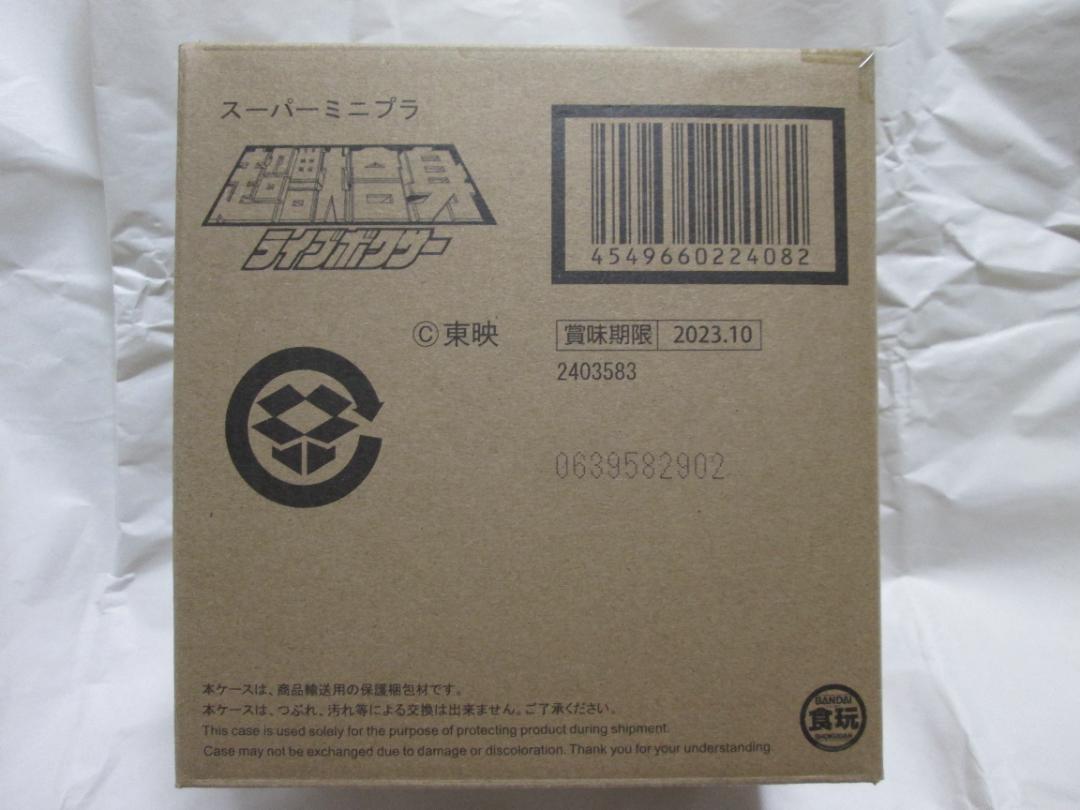 スーパーミニプラ
超獣合身
ライブボクサー
4549660224082
Ⓒ東映
賞味期限 2023.10
2403583
0639582902
本ケースは、商品輸送用の保護梱包材です。
本ケースは、つぶれ、汚れ等による交換は出来ません。ご了承ください。
This case is used solely for the purpose of protecting product during shipment.
Case may not be exchanged due to damage or discoloration. Thank you for your understanding.
BANDAI
食玩
SHOKUGAN